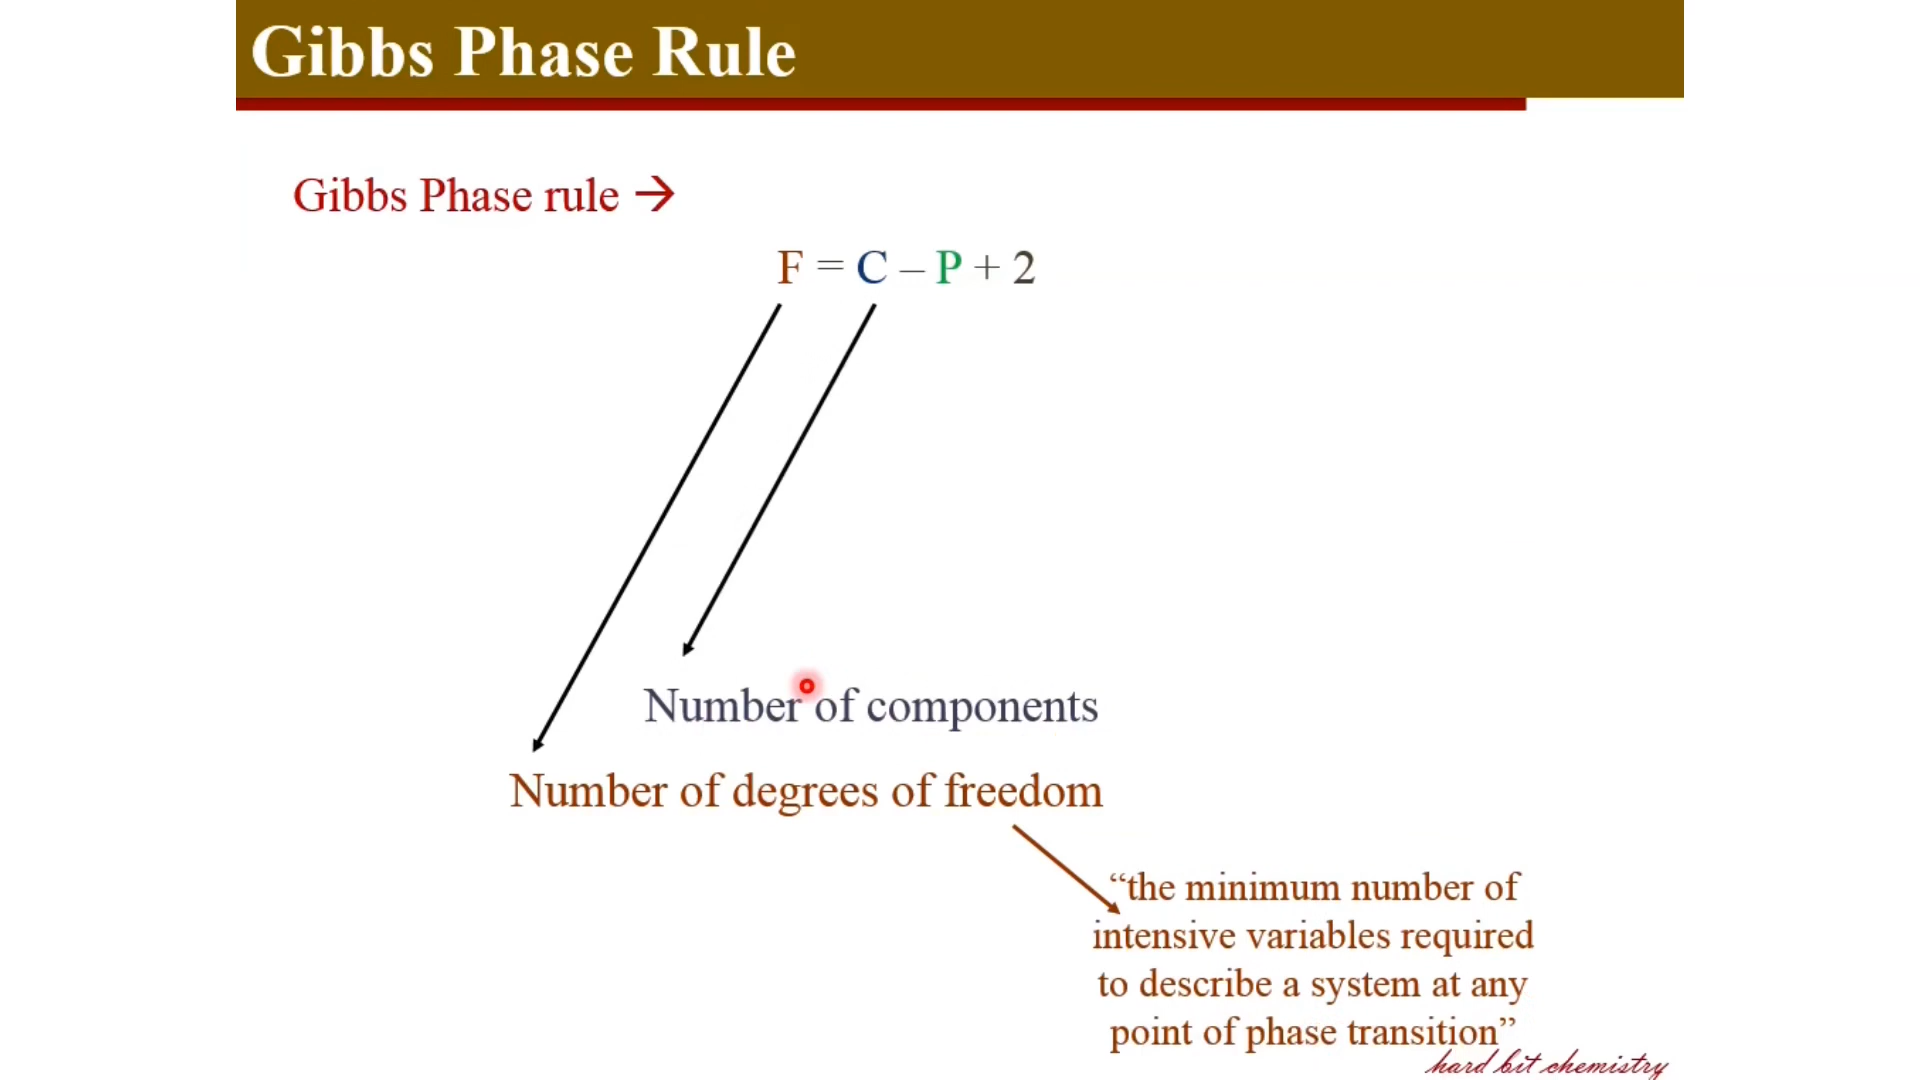 Gibbs Phase Rule
Gibbs Phase rule →
F = C – P + 2
Number of components
Number of degrees of freedom
“the minimum number of
intensive variables required
to describe a system at any
point of phase transition”
hard bit chemistry